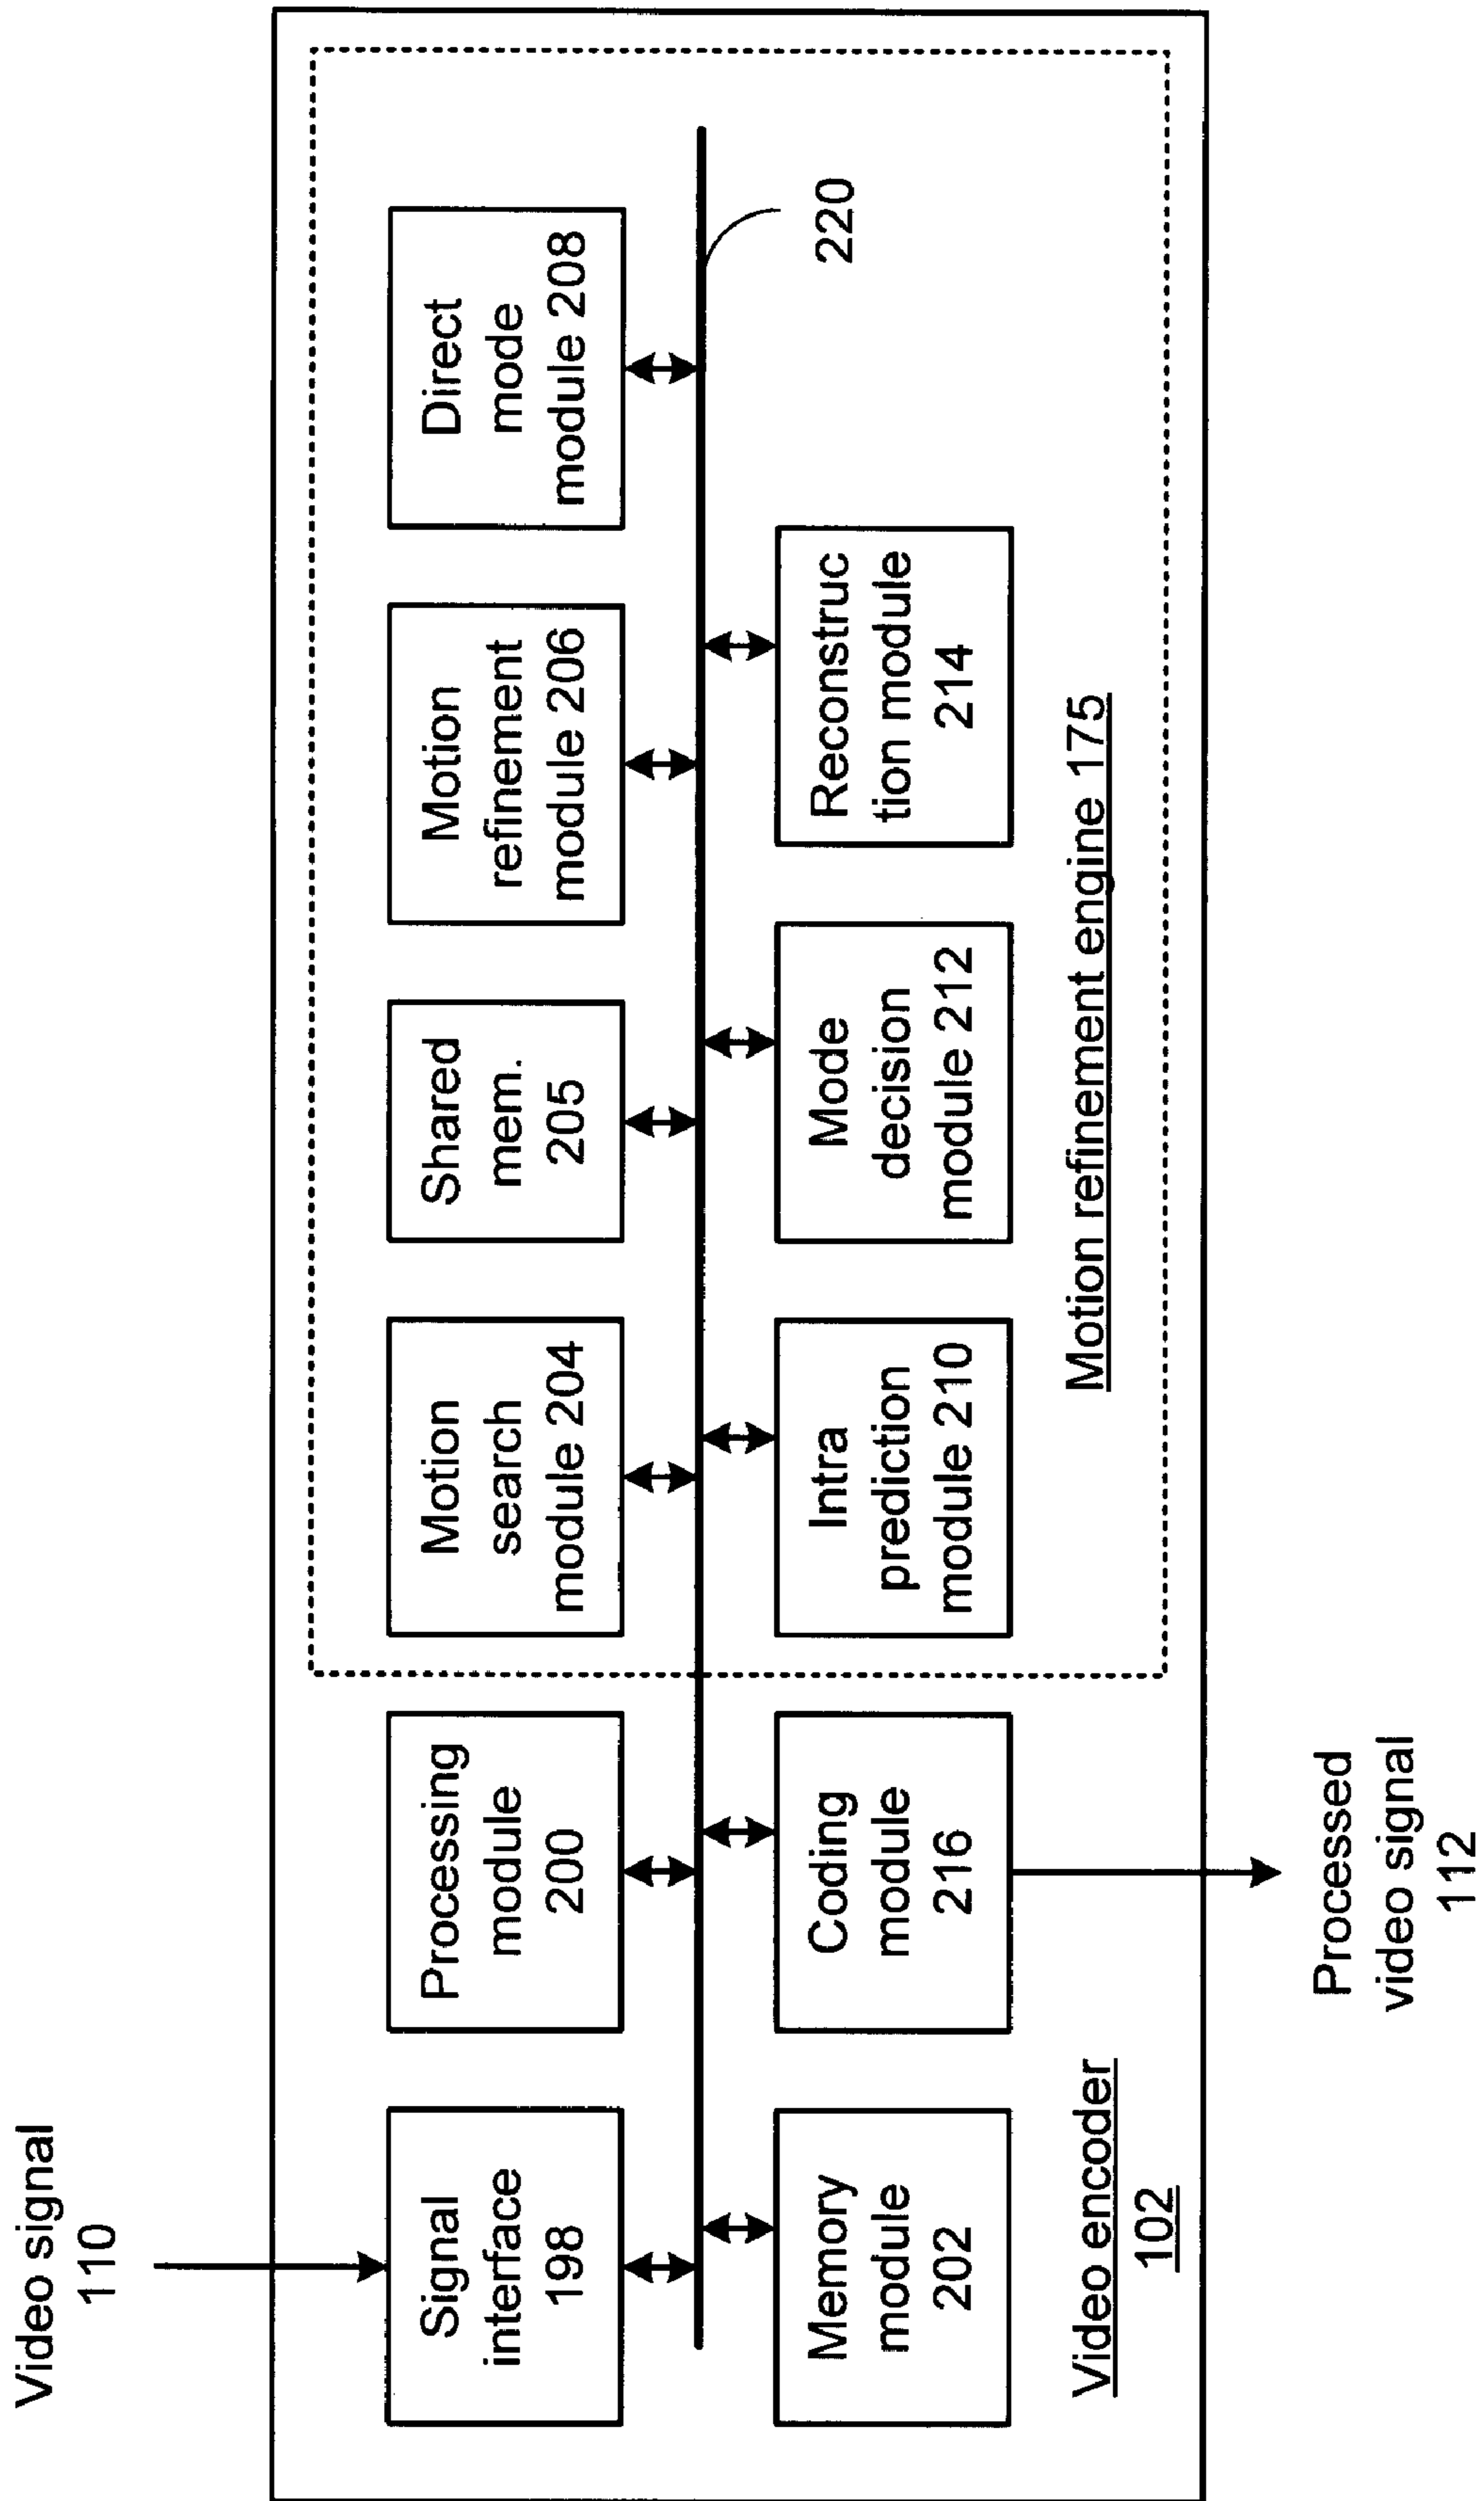 Video signal
110
Signal
interface
198
Processing
module
200
Motion
search
module 204
Shared
mem.
205
Motion
refinement
module 206
Direct
mode
module 208
220
Memory
module
202
Coding
module
216
Intra
prediction
module 210
Mode
decision
module 212
Reconstruc
tion module
214
Motion refinement engine 175
Video encoder
102
Processed
video signal
112